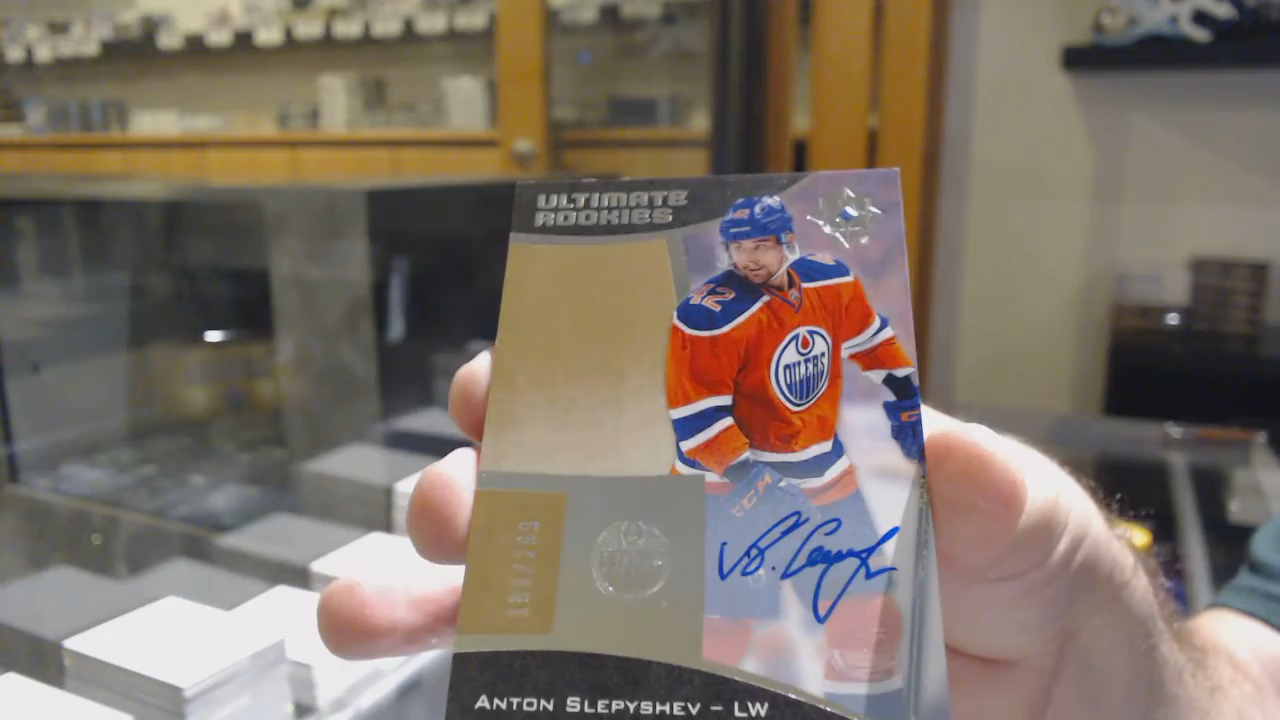 ULTIMATE
ROOKIES
42
OILERS
CCM
ANTON SLEPYSHEV – LW